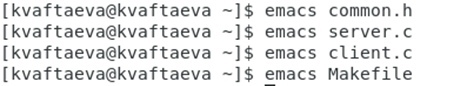 [kvaftaeva@kvaftaeva ~]$ emacs common.h
[kvaftaeva@kvaftaeva ~]$ emacs server.c
[kvaftaeva@kvaftaeva ~]$ emacs client.c
[kvaftaeva@kvaftaeva ~]$ emacs Makefile